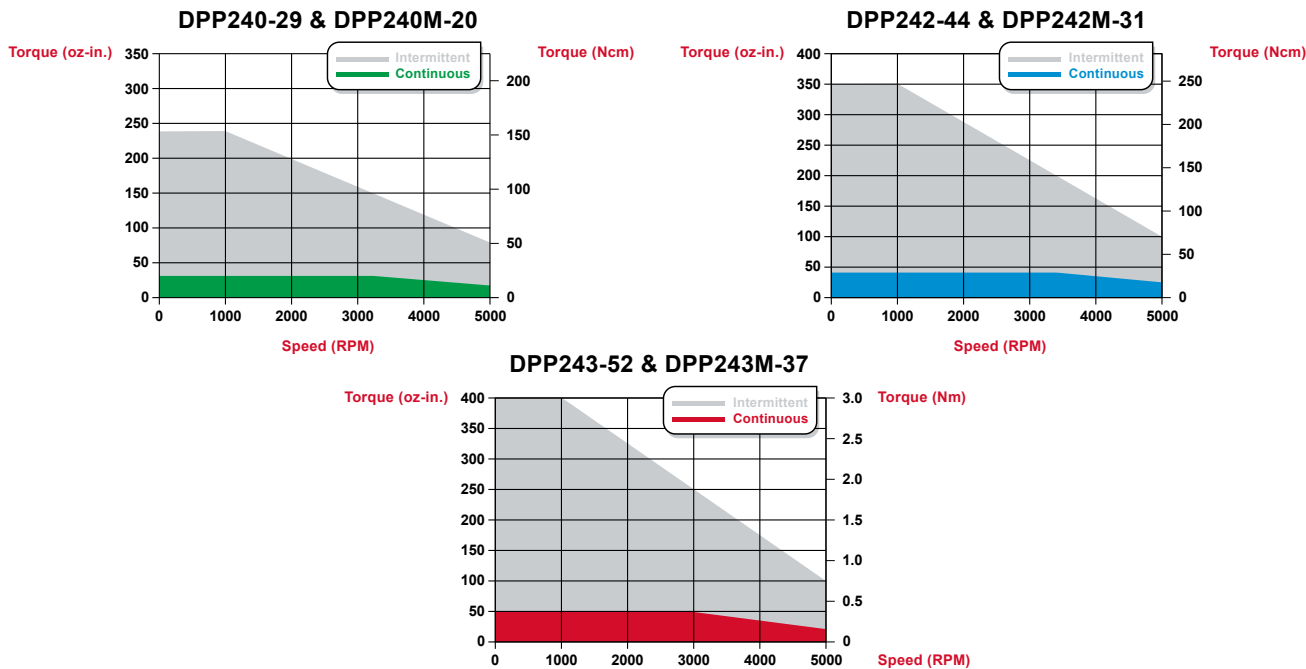 DPP240-29 & DPP240M-20
Torque (oz-in.)
Torque (Ncm)
Intermittent
Continuous
350
300
250
200
150
100
50
0
200
150
100
50
0
0 1000 2000 3000 4000 5000
Speed (RPM)
DPP242-44 & DPP242M-31
Torque (oz-in.)
Torque (Ncm)
Intermittent
Continuous
400
350
300
250
200
150
100
50
0
250
200
150
100
50
0
0 1000 2000 3000 4000 5000
Speed (RPM)
DPP243-52 & DPP243M-37
Torque (oz-in.)
Torque (Nm)
Intermittent
Continuous
400
350
300
250
200
150
100
50
0
3.0
2.5
2.0
1.5
1.0
0.5
0
0 1000 2000 3000 4000 5000
Speed (RPM)